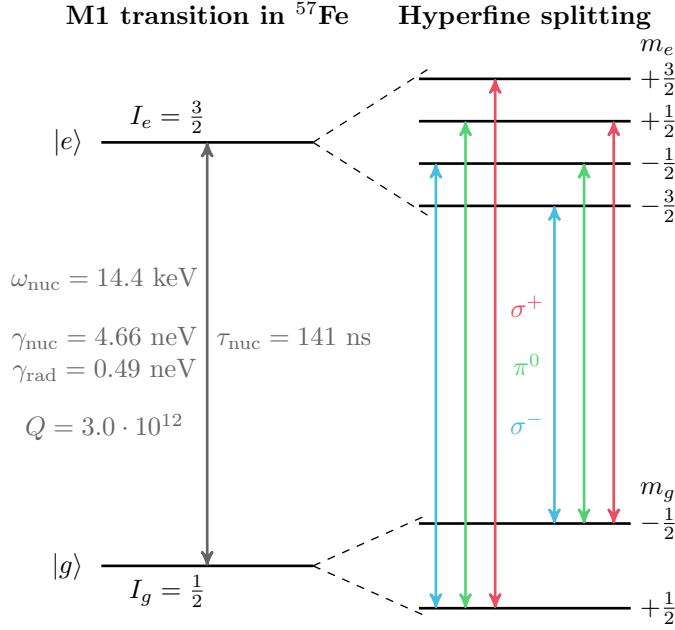 M1 transition in ⁵⁷Fe
Hyperfine splitting
mₑ
+3/2
Iₑ = 3/2
+1/2
|e⟩
−1/2
−3/2
ω_nuc = 14.4 keV
σ⁺
γ_nuc = 4.66 neV
τ_nuc = 141 ns
γ_rad = 0.49 neV
π⁰
Q = 3.0 · 10¹²
σ⁻
m_g
−1/2
|g⟩
I_g = 1/2
+1/2